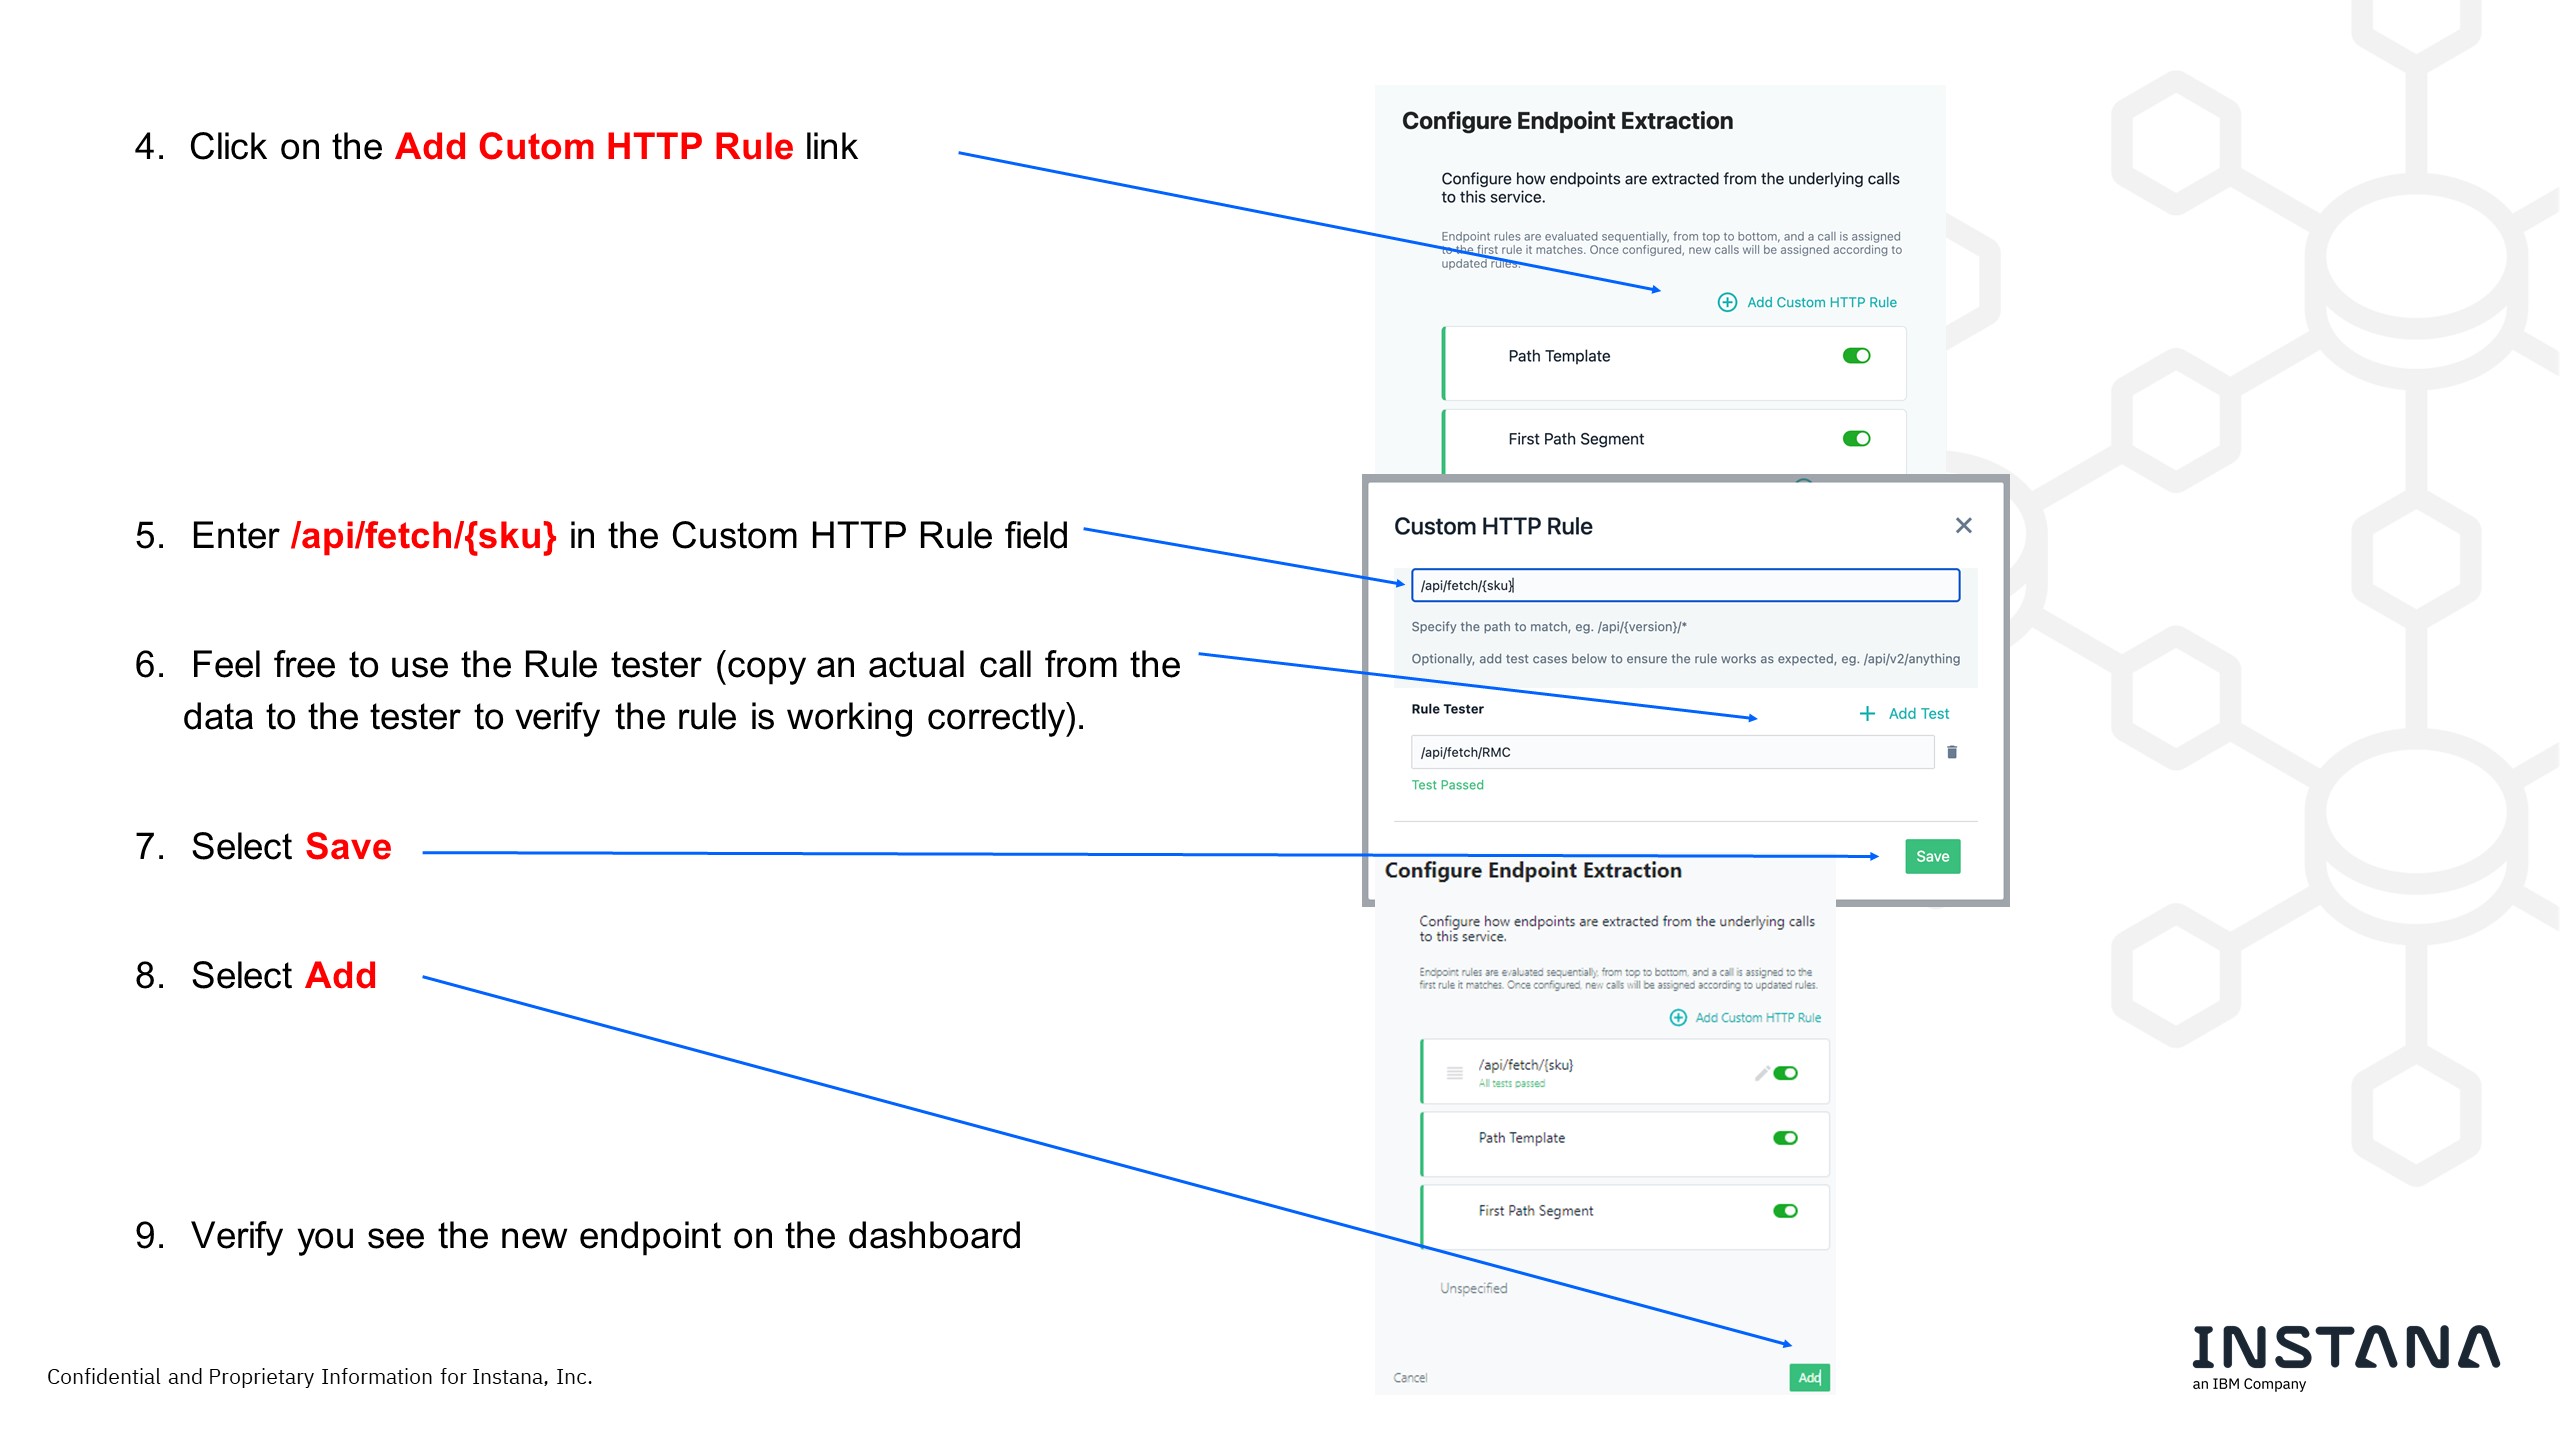 4. Click on the Add Cutom HTTP Rule link
5. Enter /api/fetch/{sku} in the Custom HTTP Rule field
6. Feel free to use the Rule tester (copy an actual call from the
data to the tester to verify the rule is working correctly).
7. Select Save
8. Select Add
9. Verify you see the new endpoint on the dashboard
Configure Endpoint Extraction
Configure how endpoints are extracted from the underlying calls
to this service.
Endpoint rules are evaluated sequentially, from top to bottom, and a call is assigned
to the first rule it matches. Once configured, new calls will be assigned according to
updated rules.
Add Custom HTTP Rule
Path Template
First Path Segment
Custom HTTP Rule
/api/fetch/{sku}
Specify the path to match, eg. /api/{version}/*
Optionally, add test cases below to ensure the rule works as expected, eg. /api/v2/anything
Rule Tester
Add Test
/api/fetch/RMC
Test Passed
Save
Configure Endpoint Extraction
Configure how endpoints are extracted from the underlying calls
to this service.
Endpoint rules are evaluated sequentially, from top to bottom, and a call is assigned to the
first rule it matches. Once configured, new calls will be assigned according to updated rules.
Add Custom HTTP Rule
/api/fetch/{sku}
All tests passed
Path Template
First Path Segment
Unspecified
Cancel
Add
Confidential and Proprietary Information for Instana, Inc.
INSTANA
an IBM Company